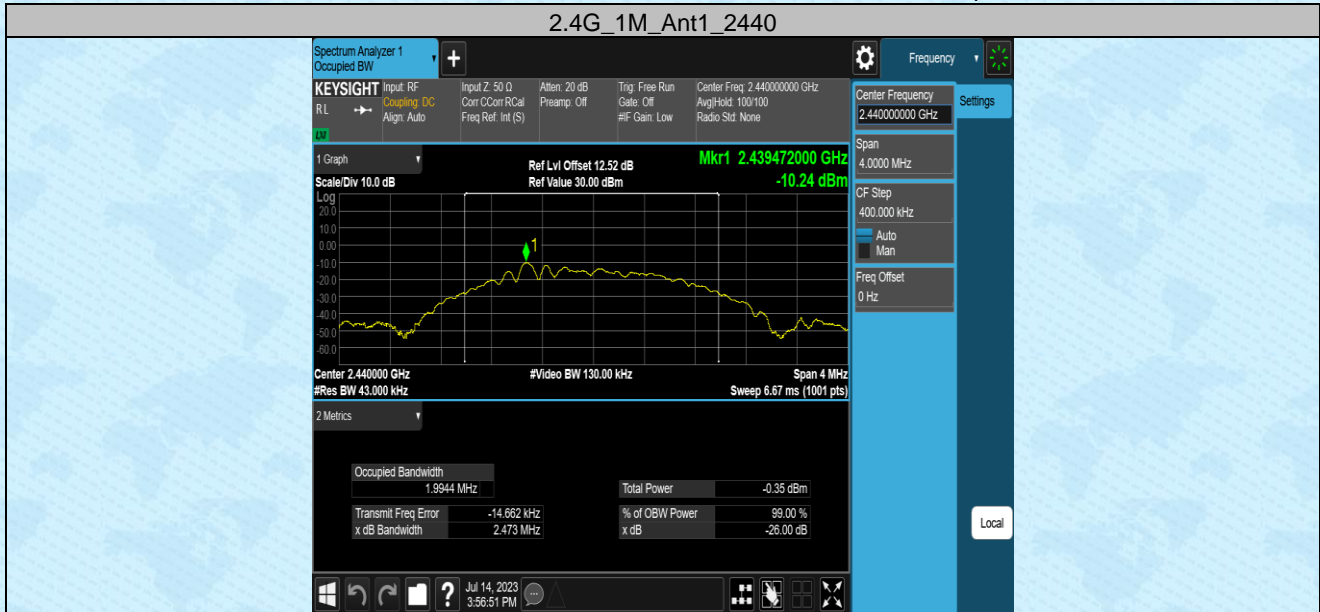 2.4G_1M_Ant1_2440
Spectrum Analyzer 1
Occupied BW
+
Frequency
KEYSIGHT
RL
LXI
Input: RF
Coupling: DC
Align: Auto
Input Z: 50 Ω
Corr CCorr RCal
Freq Ref: Int (S)
Atten: 20 dB
Preamp: Off
Trig: Free Run
Gate: Off
#IF Gain: Low
Center Freq: 2.440000000 GHz
Avg|Hold: 100/100
Radio Std: None
Center Frequency
2.440000000 GHz
Settings
Span
4.0000 MHz
CF Step
400.000 kHz
Auto
Man
Freq Offset
0 Hz
Local
1 Graph
Scale/Div 10.0 dB
Ref Lvl Offset 12.52 dB
Ref Value 30.00 dBm
Mkr1 2.439472000 GHz
-10.24 dBm
Log
20.0
10.0
0.00
-10.0
-20.0
-30.0
-40.0
-50.0
-60.0
1
Center 2.440000 GHz
#Res BW 43.000 kHz
#Video BW 130.00 kHz
Span 4 MHz
Sweep 6.67 ms (1001 pts)
2 Metrics
Occupied Bandwidth
1.9944 MHz
Transmit Freq Error -14.662 kHz
x dB Bandwidth 2.473 MHz
Total Power -0.35 dBm
% of OBW Power 99.00 %
x dB -26.00 dB
?
Jul 14, 2023
3:56:51 PM